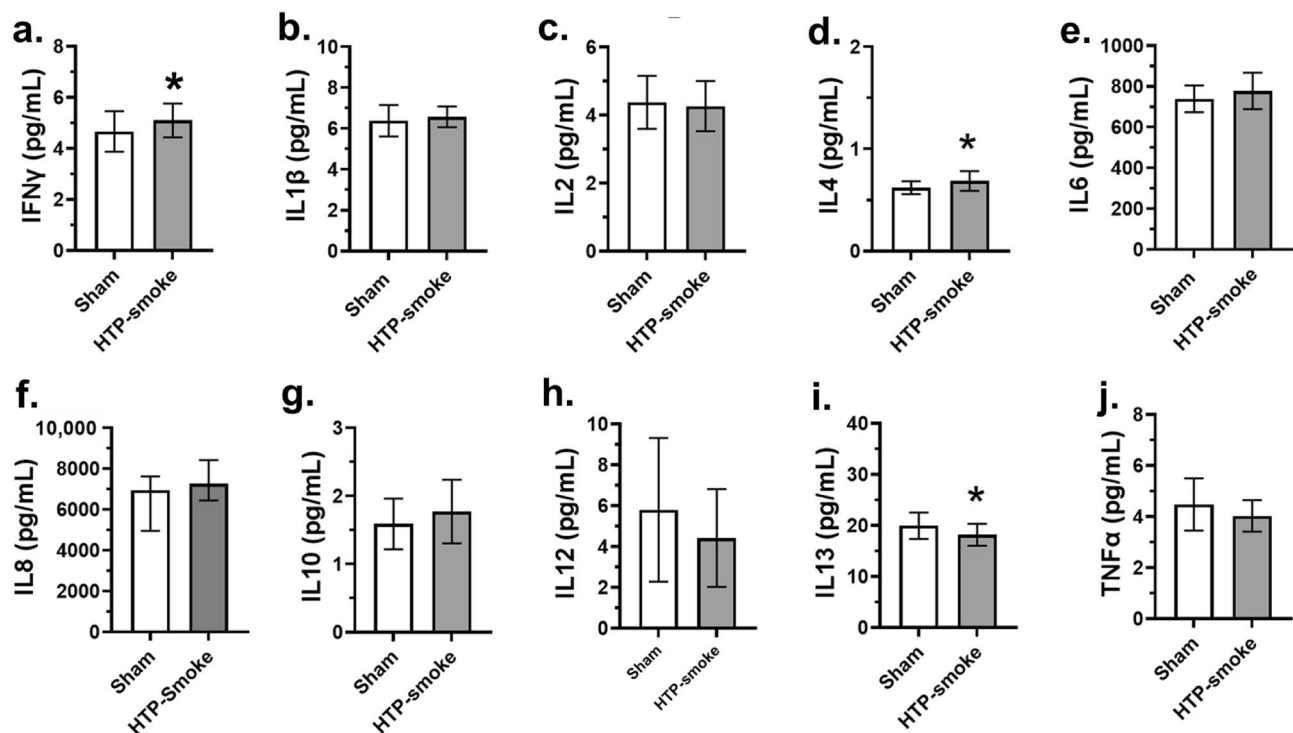 a.
IFNγ (pg/mL)
8
6
4
2
0
*
Sham
HTP-smoke
b.
IL1β (pg/mL)
10
9
8
7
6
5
4
3
2
1
0
Sham
HTP-smoke
c.
IL2 (pg/mL)
6
4
2
0
Sham
HTP-smoke
d.
IL4 (pg/mL)
2
1
0
*
Sham
HTP-smoke
e.
IL6 (pg/mL)
1000
800
600
400
200
0
Sham
HTP-smoke
f.
IL8 (pg/mL)
10,000
8000
6000
4000
2000
0
Sham
HTP-Smoke
g.
IL10 (pg/mL)
3
2
1
0
Sham
HTP-smoke
h.
IL12 (pg/mL)
10
8
6
4
2
0
Sham
HTP-smoke
i.
IL13 (pg/mL)
40
30
20
10
0
*
Sham
HTP-smoke
j.
TNFα (pg/mL)
8
6
4
2
0
Sham
HTP-smoke